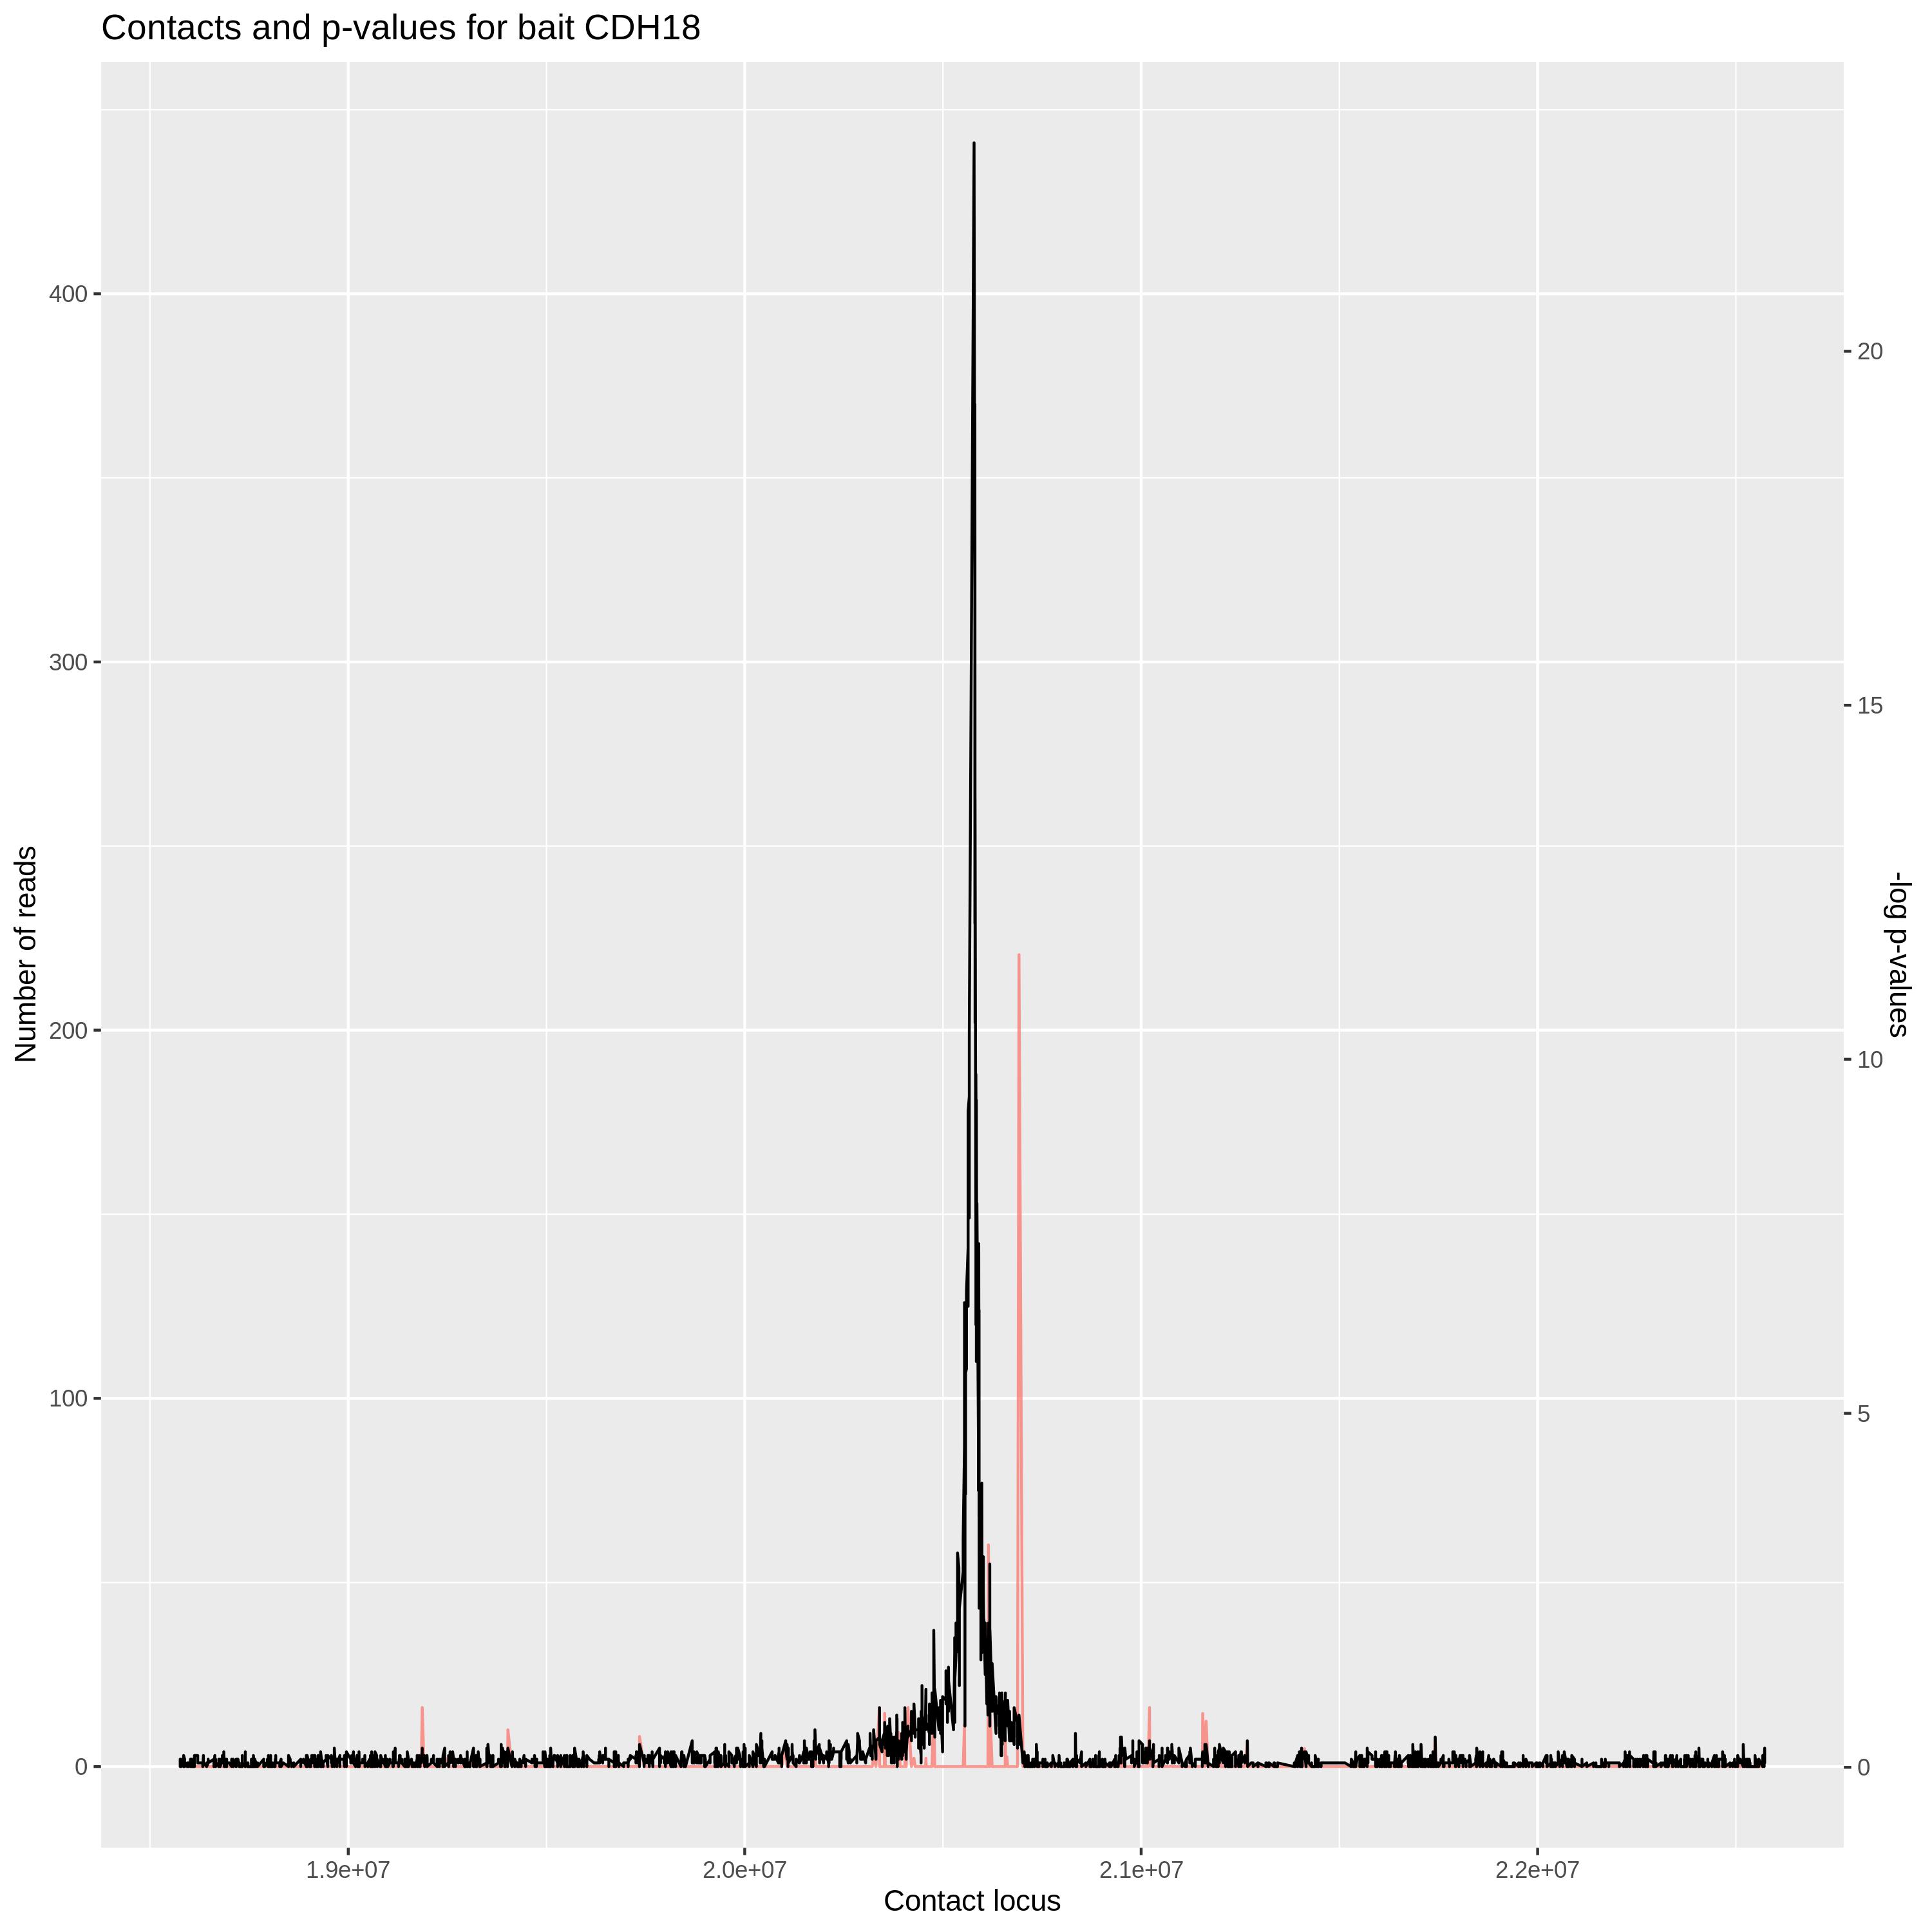 Contacts and p-values for bait CDH18
Number of reads
400
300
200
100
0
20
15
10
5
0
-log p-values
1.9e+07
2.0e+07
2.1e+07
2.2e+07
Contact locus